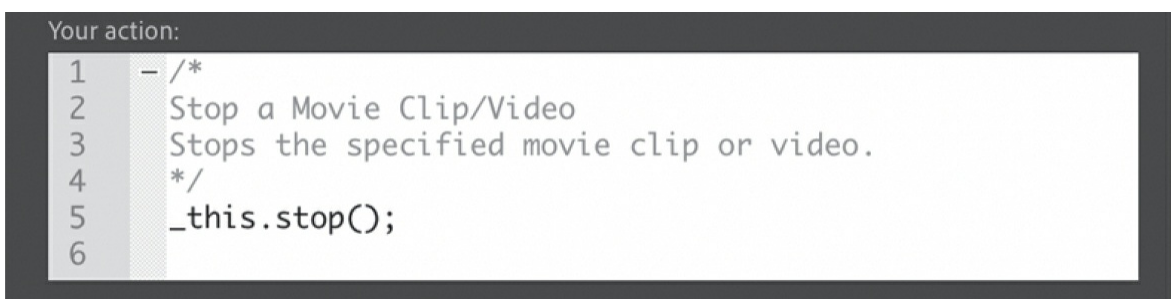 Your action:
1 – /*
2 Stop a Movie Clip/Video
3 Stops the specified movie clip or video.
4 */
5 _this.stop();
6